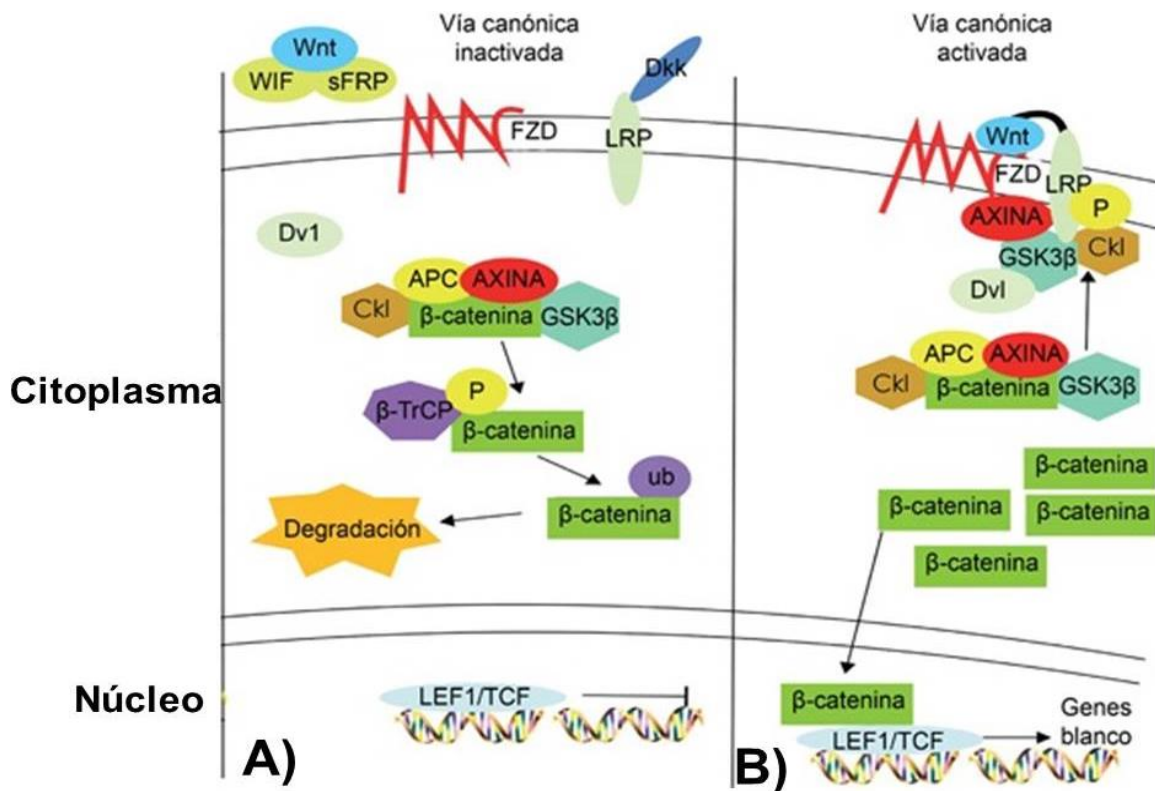 Vía canónica
inactivada
Wnt
WIF
sFRP
Dkk
FZD
LRP
Dv1
APC
AXINA
Ckl
β-catenina
GSK3β
P
β-TrCP
β-catenina
ub
β-catenina
Degradación
LEF1/TCF
A)
Citoplasma
Núcleo
Vía canónica
activada
Wnt
FZD
LRP
AXINA
P
GSK3β
Ckl
Dvl
APC
AXINA
Ckl
β-catenina
GSK3β
β-catenina
β-catenina
β-catenina
β-catenina
β-catenina
LEF1/TCF
Genes
blanco
B)